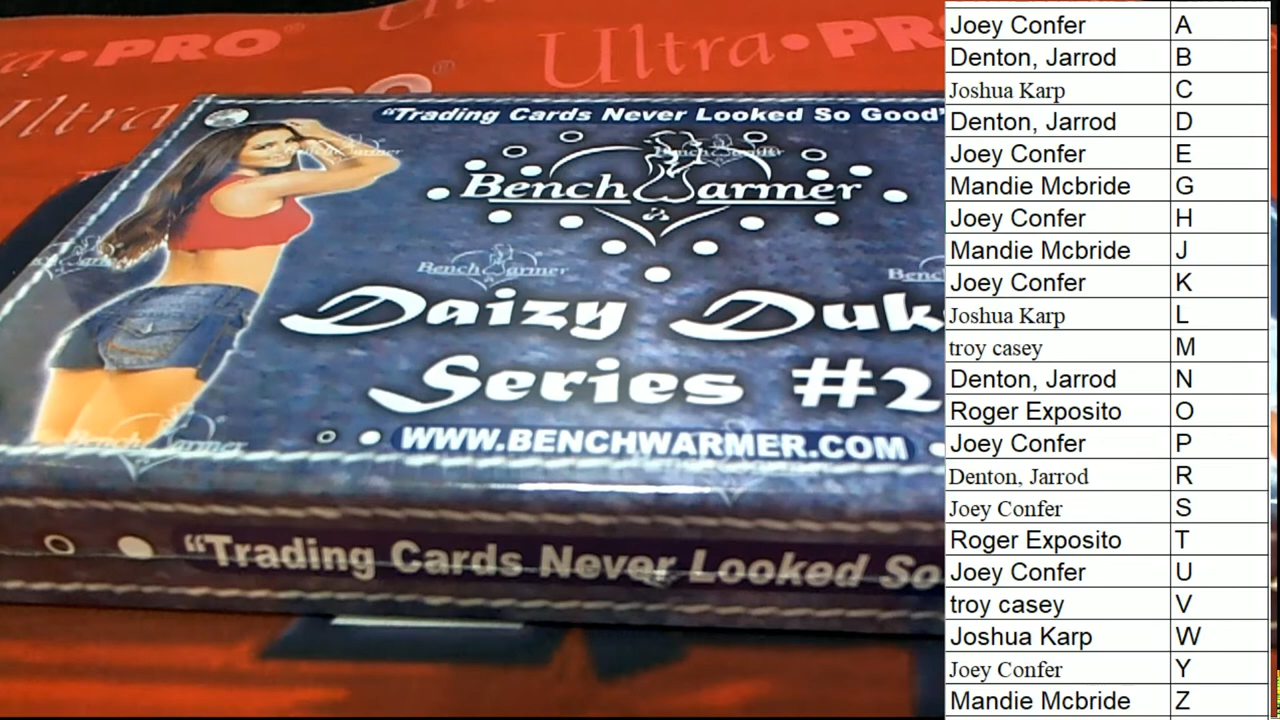 Ultra•PRO
Ultra•PR
"Trading Cards Never Looked So Good"
BenchWarmer
BenchWarmer
Daizy Duk
Series #2
WWW.BENCHWARMER.COM
BenchWarmer
"Trading Cards Never Looked So
Joey Confer A
Denton, Jarrod B
Joshua Karp C
Denton, Jarrod D
Joey Confer E
Mandie Mcbride G
Joey Confer H
Mandie Mcbride J
Joey Confer K
Joshua Karp L
troy casey M
Denton, Jarrod N
Roger Exposito O
Joey Confer P
Denton, Jarrod R
Joey Confer S
Roger Exposito T
Joey Confer U
troy casey V
Joshua Karp W
Joey Confer Y
Mandie Mcbride Z